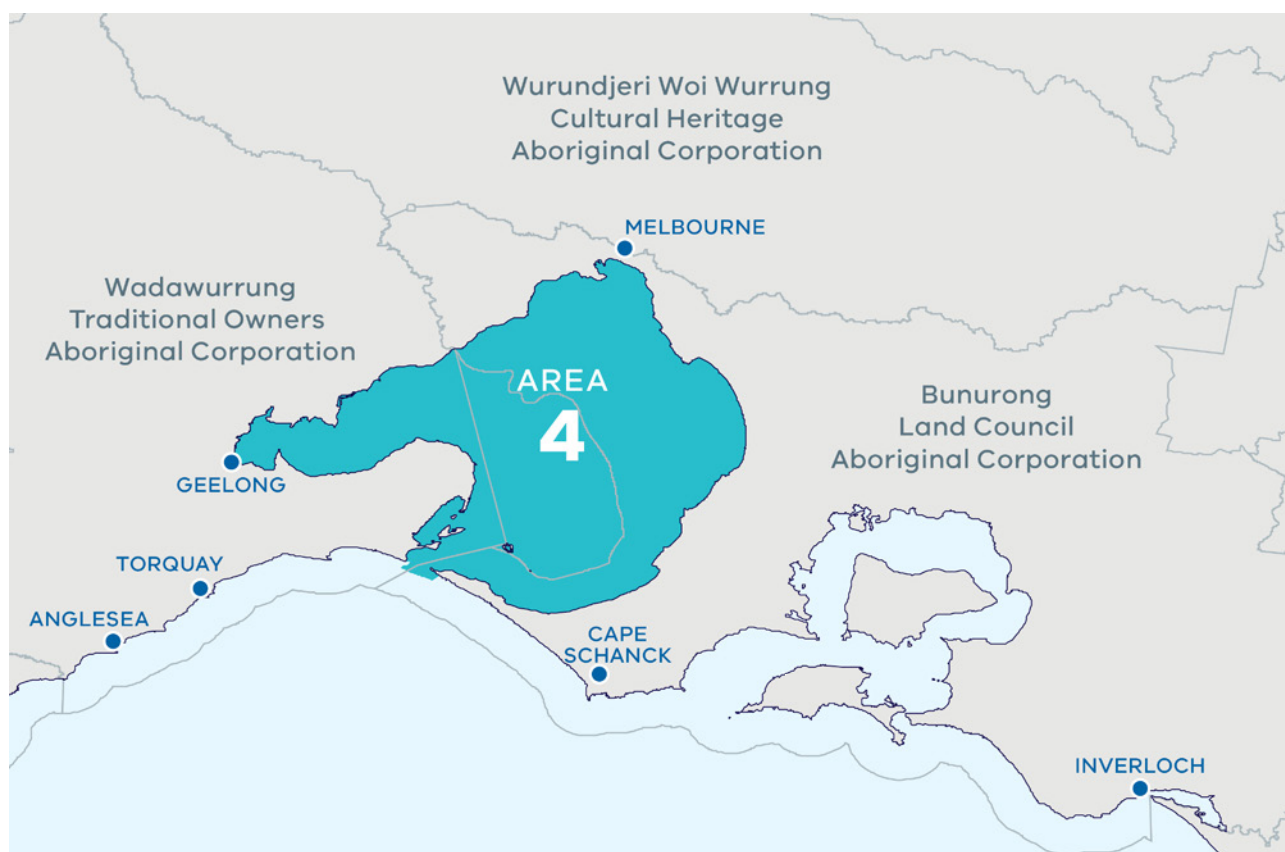 Wurundjeri Woi Wurrung
Cultural Heritage
Aboriginal Corporation
MELBOURNE
Wadawurrung
Traditional Owners
Aboriginal Corporation
AREA
4
Bunurong
Land Council
Aboriginal Corporation
GEELONG
TORQUAY
ANGLESEA
CAPE
SCHANCK
INVERLOCH